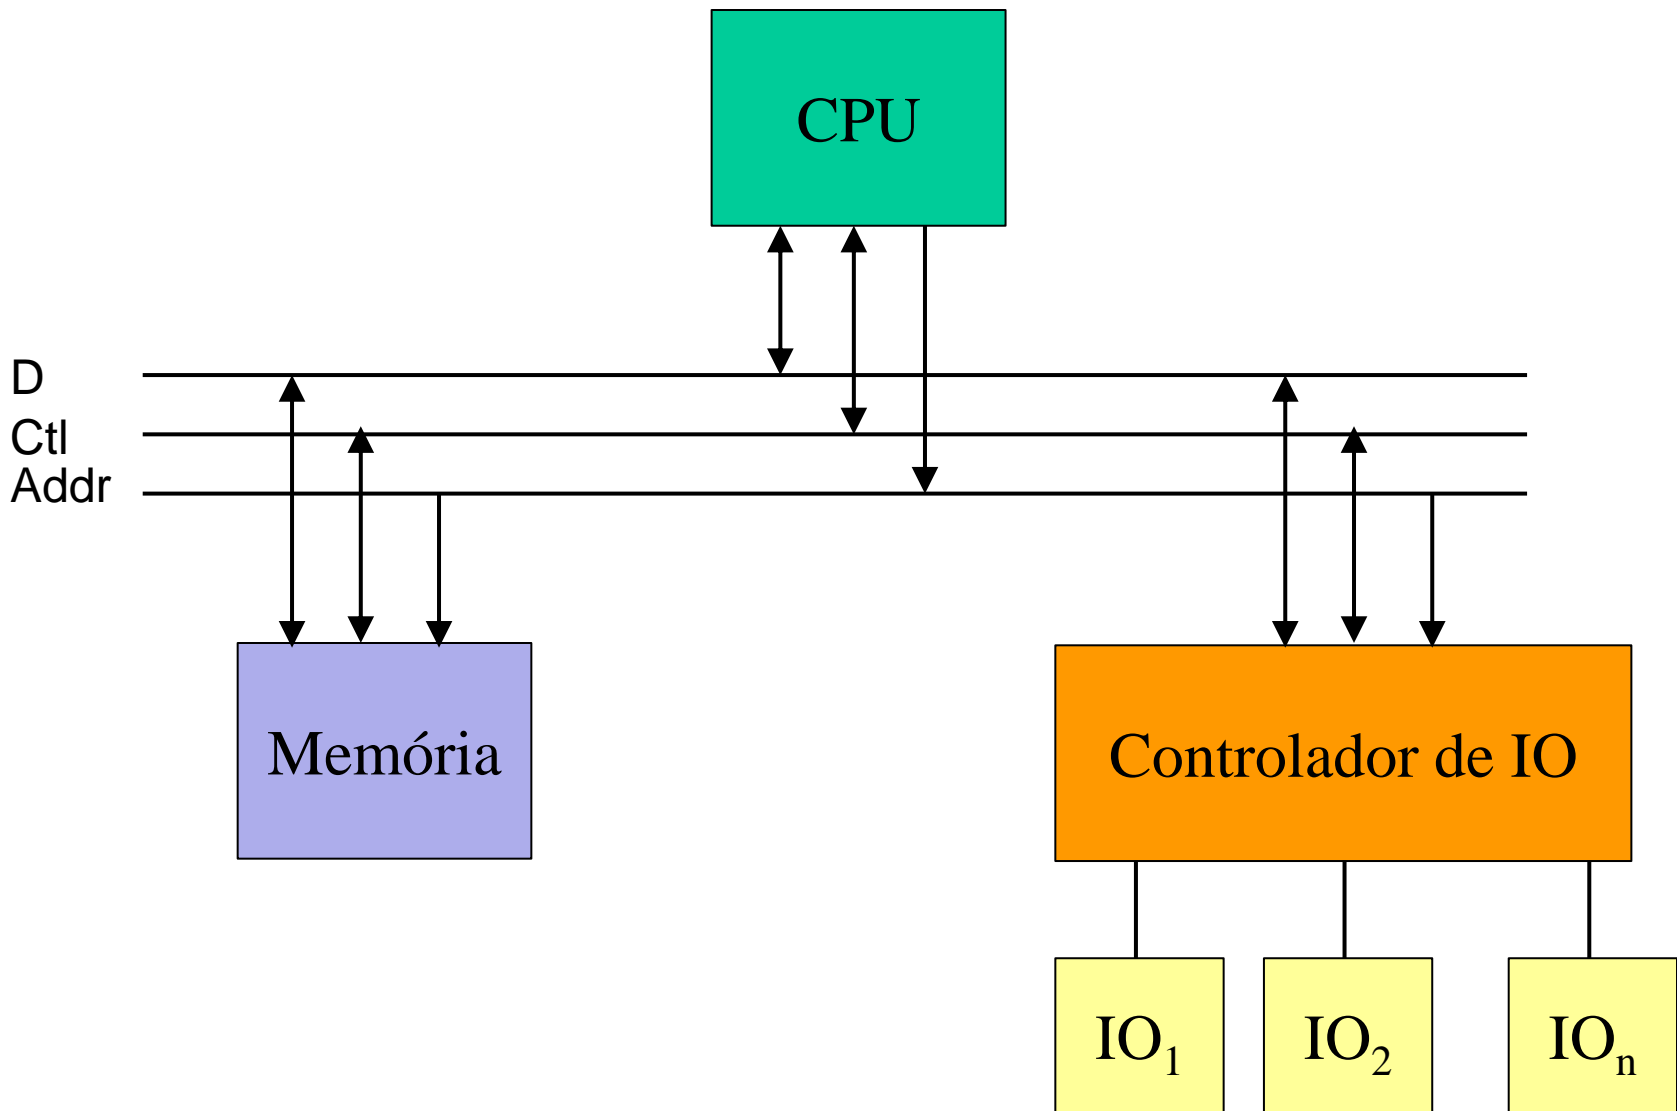 CPU
D
Ctl
Addr
Memória
Controlador de IO
IO₁
IO₂
IOₙ